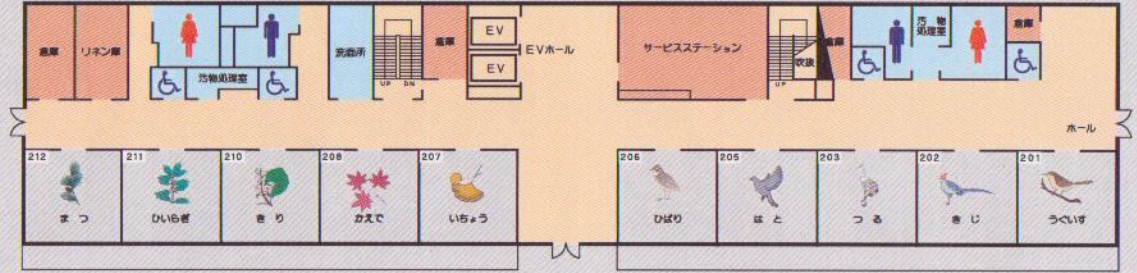 倉庫
リネン庫
汚物処理室
洗面所
UP DN
倉庫
EV
EV
EVホール
サービスステーション
UP
吹抜
倉庫
汚物
処理室
倉庫
ホール
212
まつ
211
ひいらぎ
210
きり
208
かえで
207
いちょう
206
ひばり
205
はと
203
つる
202
きじ
201
うぐいす